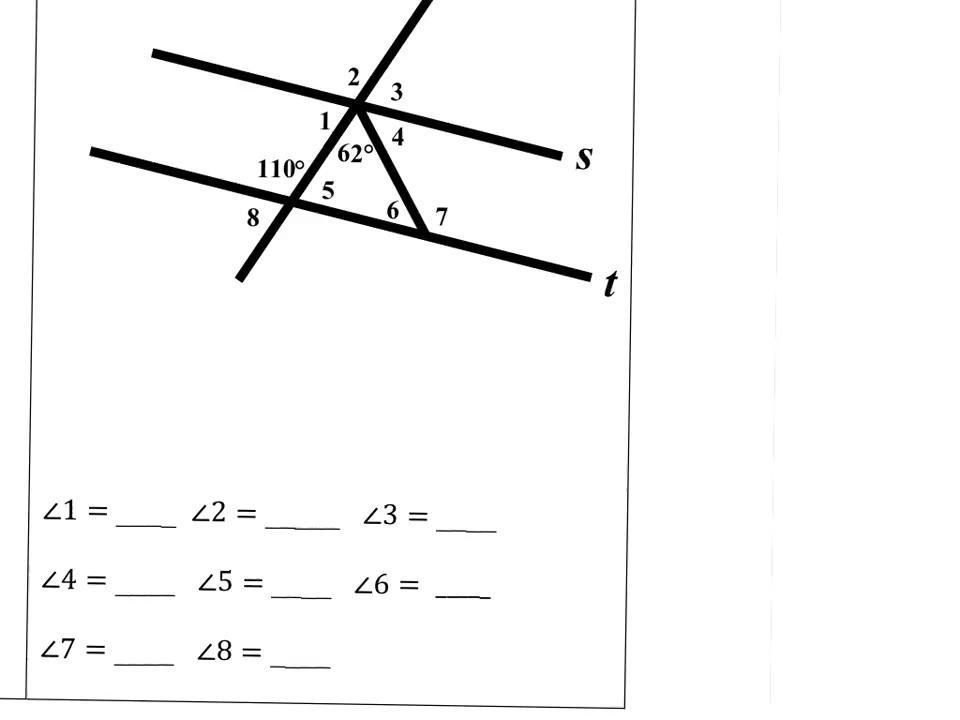 2 3
1 4
62°
110° 5
6 7
8
s
t
∠1 = ____ ∠2 = _____ ∠3 = ____
∠4 = ____ ∠5 = ____ ∠6 = ____
∠7 = ____ ∠8 = ____